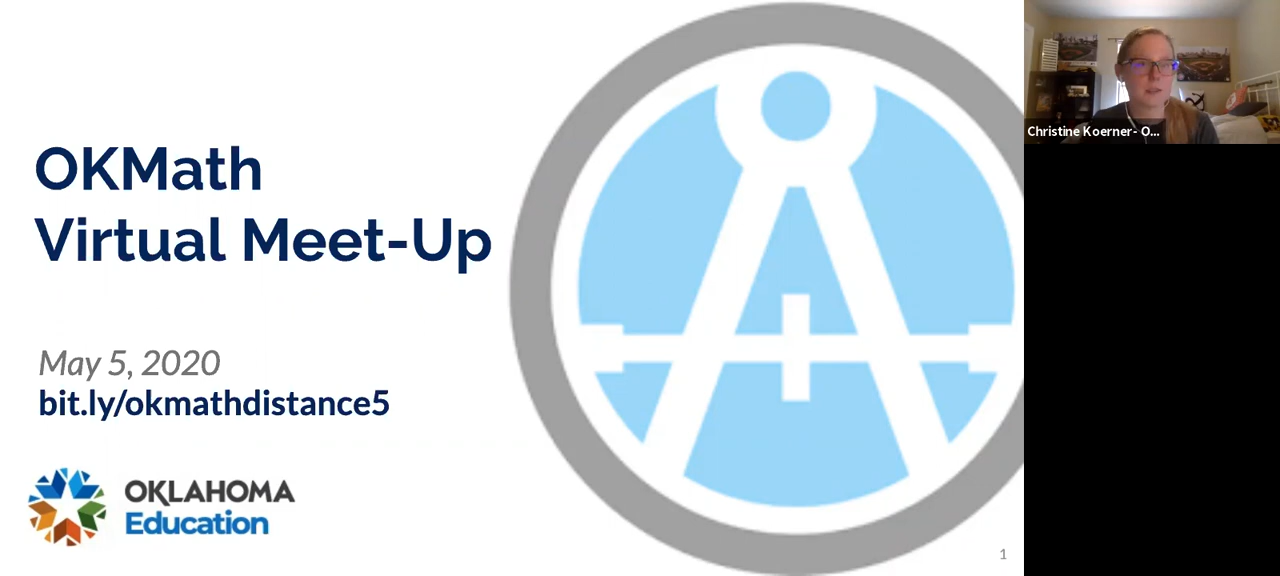 OKMath
Virtual Meet-Up
May 5, 2020
bit.ly/okmathdistance5
OKLAHOMA
Education
1
Christine Koerner- O...